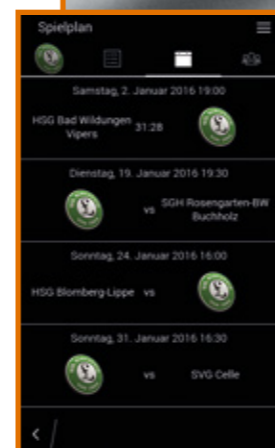 Spielplan
Samstag, 2. Januar 2016 19:00
HSG Bad Wildungen
Vipers
31:28
Dienstag, 19. Januar 2016 19:30
vs
SGH Rosengarten-BW
Buchholz
Sonntag, 24. Januar 2016 16:00
HSG Blomberg-Lippe vs
Sonntag, 31. Januar 2016 16:30
vs SVG Celle